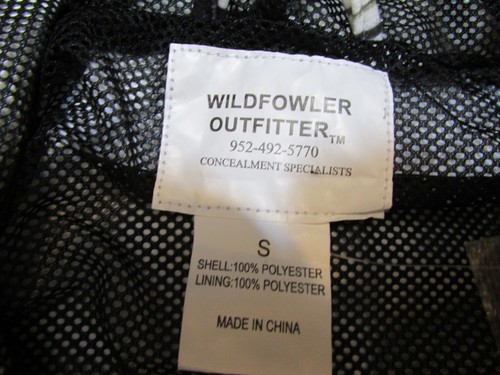 WILDFOWLER
OUTFITTER™
952-492-5770
CONCEALMENT SPECIALISTS
S
SHELL:100% POLYESTER
LINING:100% POLYESTER
MADE IN CHINA